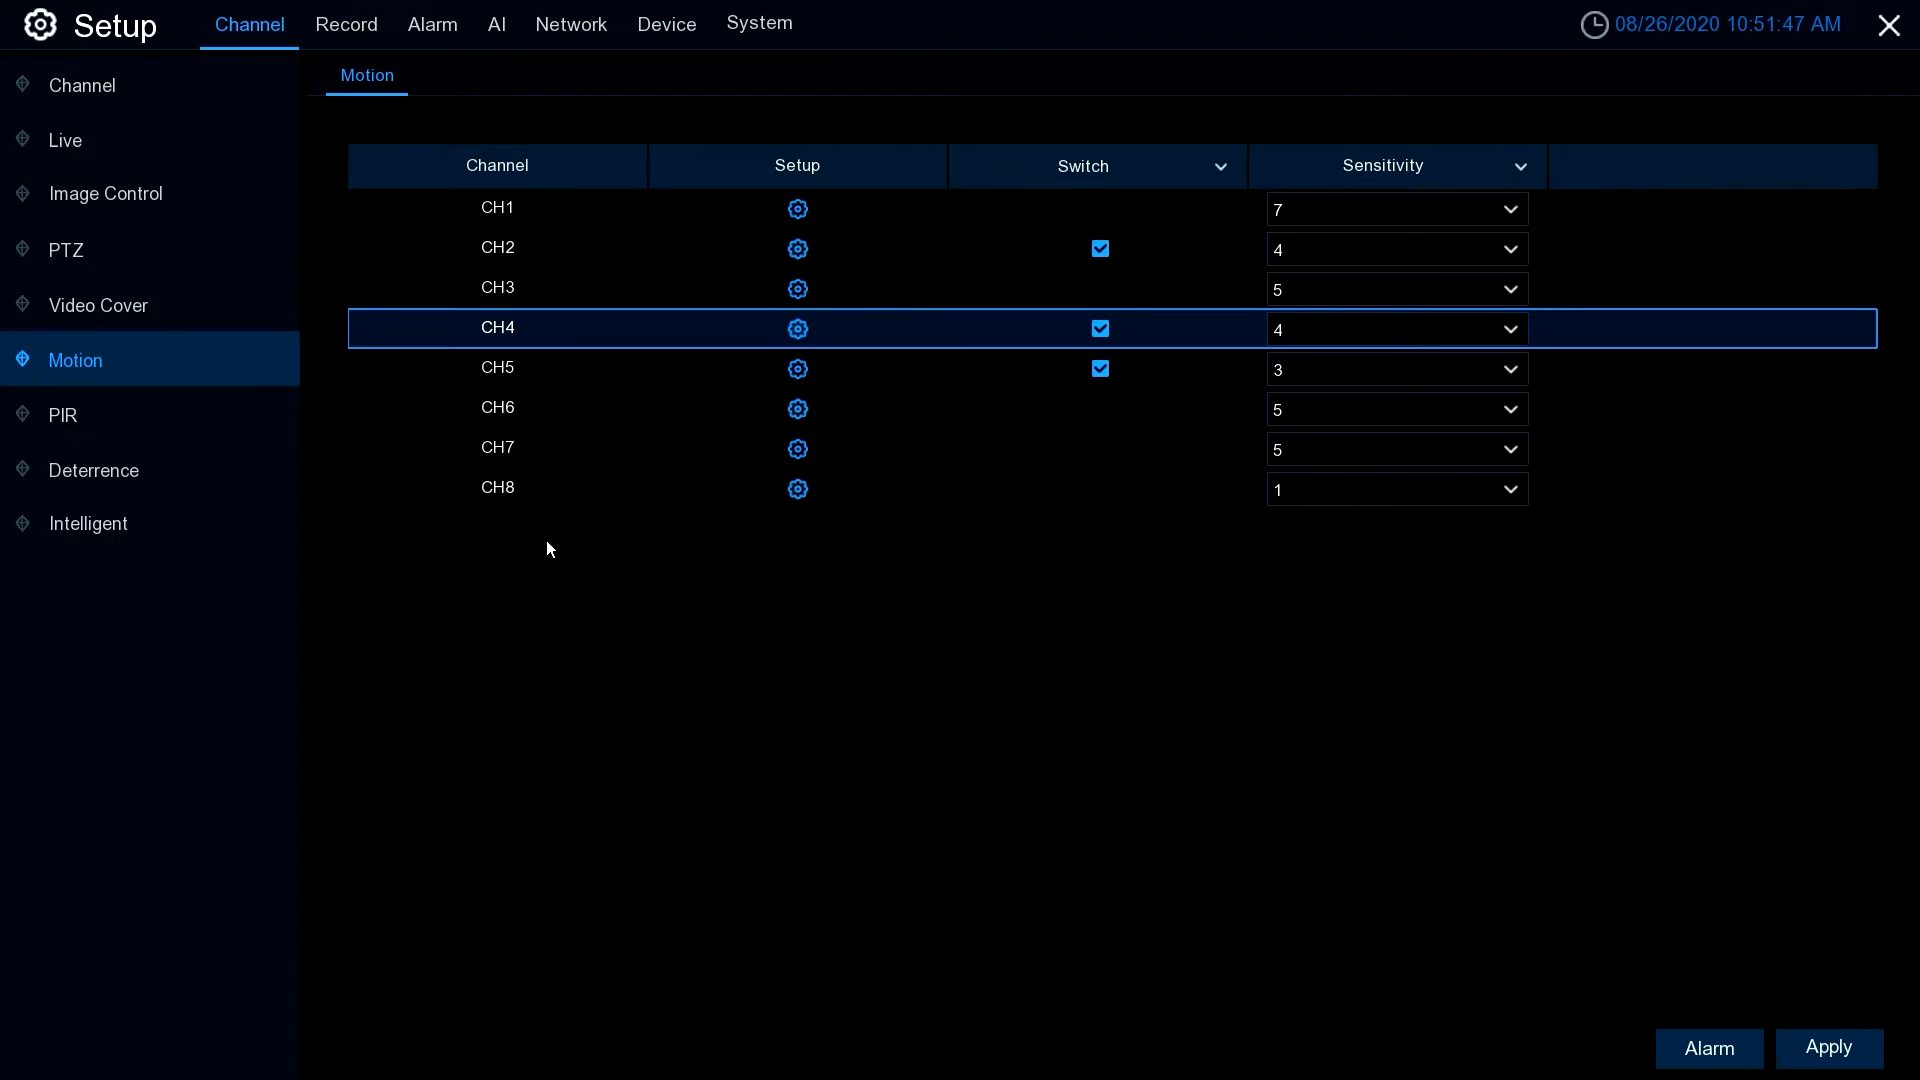 Setup Channel Record Alarm AI Network Device System 08/26/2020 10:51:47 AM
Channel
Live
Image Control
PTZ
Video Cover
Motion
PIR
Deterrence
Intelligent
Motion
Channel Setup Switch Sensitivity
CH1 7
CH2 4
CH3 5
CH4 4
CH5 3
CH6 5
CH7 5
CH8 1
Alarm Apply